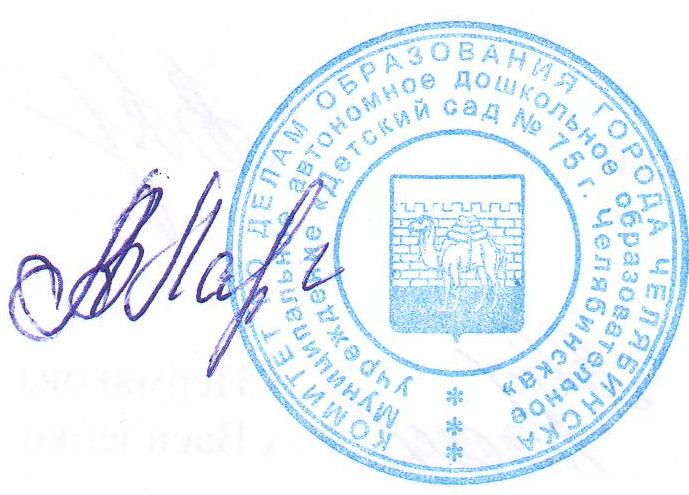 КОМИТЕТ ПО ДЕЛАМ ОБРАЗОВАНИЯ ГОРОДА ЧЕЛЯБИНСКА
Муниципальное автономное дошкольное образовательное
учреждение «Детский сад № 75 г. Челябинска»
* * *